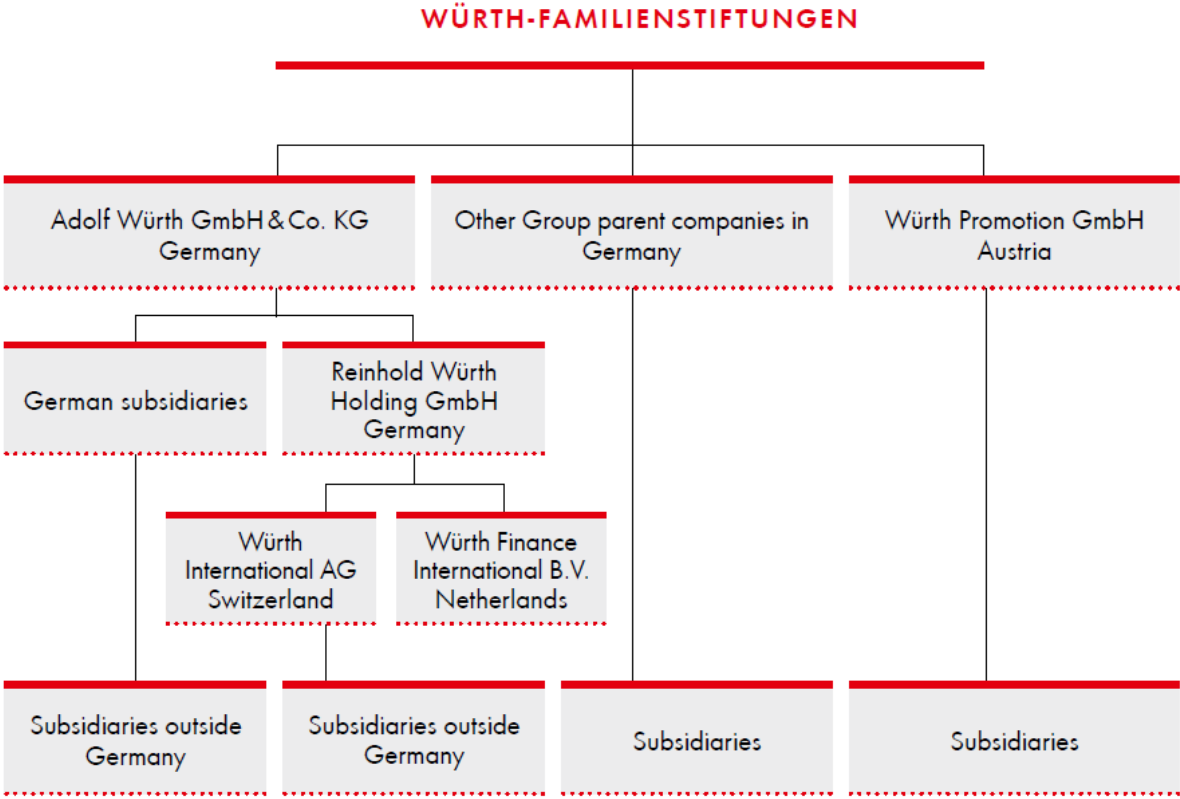 WÜRTH-FAMILIENSTIFTUNGEN
Adolf Würth GmbH & Co. KG
Germany
Other Group parent companies in
Germany
Würth Promotion GmbH
Austria
German subsidiaries
Reinhold Würth
Holding GmbH
Germany
Würth
International AG
Switzerland
Würth Finance
International B.V.
Netherlands
Subsidiaries outside
Germany
Subsidiaries outside
Germany
Subsidiaries
Subsidiaries